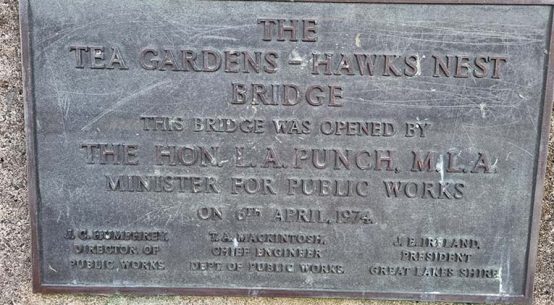 THE
TEA GARDENS - HAWKS NEST
BRIDGE
THIS BRIDGE WAS OPENED BY
THE HON. L. A. PUNCH, M.L.A.
MINISTER FOR PUBLIC WORKS
ON 6TH APRIL, 1974.
J. C. HUMPHREY,
DIRECTOR OF
PUBLIC WORKS.
T. A. MACKINTOSH,
CHIEF ENGINEER
DEPT. OF PUBLIC WORKS.
J. E. IRELAND,
PRESIDENT
GREAT LAKES SHIRE.